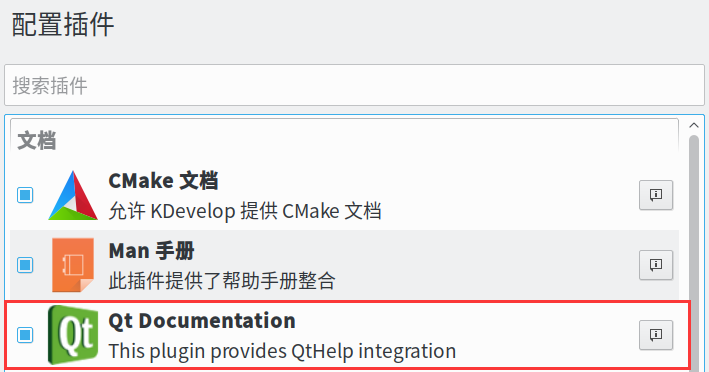 配置插件
搜索插件
文档
CMake 文档
允许 KDevelop 提供 CMake 文档
Man 手册
此插件提供了帮助手册整合
Qt
Qt Documentation
This plugin provides QtHelp integration